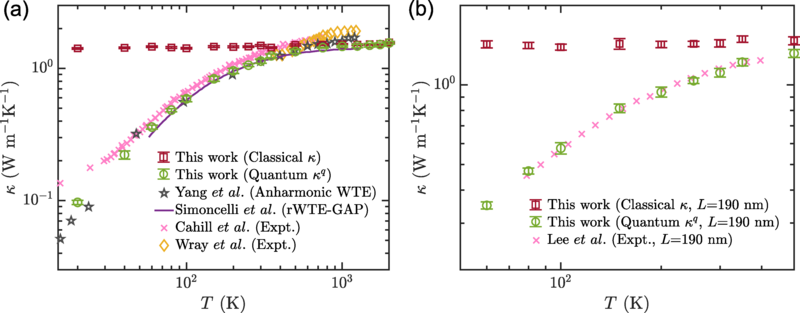 (a)
κ (W m⁻¹K⁻¹)
10⁰
10⁻¹
This work (Classical κ)
This work (Quantum κ^q)
Yang et al. (Anharmonic WTE)
Simoncelli et al. (rWTE-GAP)
Cahill et al. (Expt.)
Wray et al. (Expt.)
10²
10³
T (K)
(b)
κ (W m⁻¹K⁻¹)
10⁰
This work (Classical κ, L=190 nm)
This work (Quantum κ^q, L=190 nm)
Lee et al. (Expt., L=190 nm)
10²
T (K)